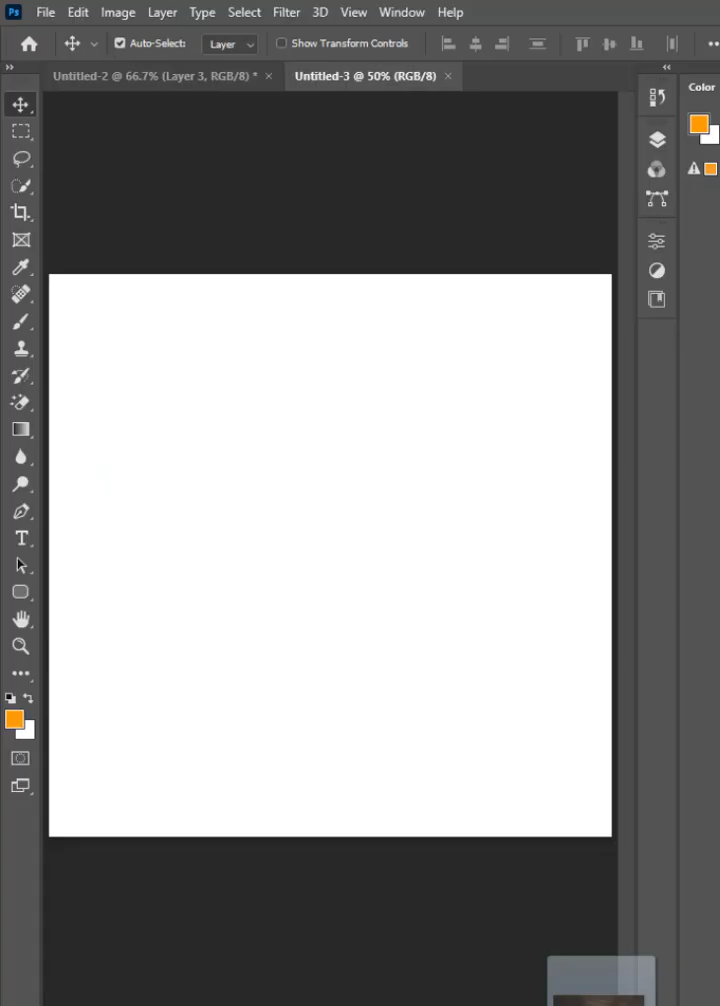 Ps File Edit Image Layer Type Select Filter 3D View Window Help
Auto-Select: Layer Show Transform Controls
Untitled-2 @ 66.7% (Layer 3, RGB/8) * × Untitled-3 @ 50% (RGB/8) ×
Color
T